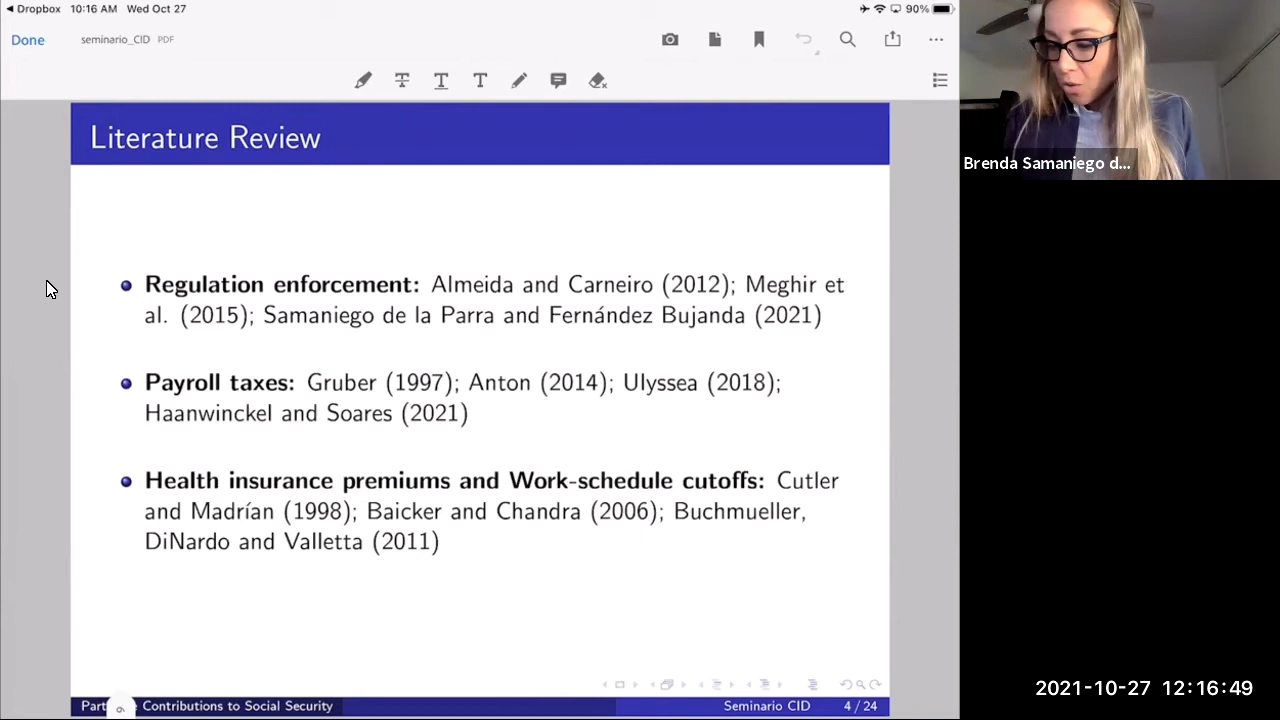 Dropbox 10:16 AM Wed Oct 27
90%
Done
seminario_CID PDF
Literature Review
Regulation enforcement: Almeida and Carneiro (2012); Meghir et
al. (2015); Samaniego de la Parra and Fernández Bujanda (2021)
Payroll taxes: Gruber (1997); Anton (2014); Ulyssea (2018);
Haanwinckel and Soares (2021)
Health insurance premiums and Work-schedule cutoffs: Cutler
and Madrían (1998); Baicker and Chandra (2006); Buchmueller,
DiNardo and Valletta (2011)
Contributions to Social Security
Seminario CID 4 / 24
Brenda Samaniego d...
2021-10-27 12:16:49